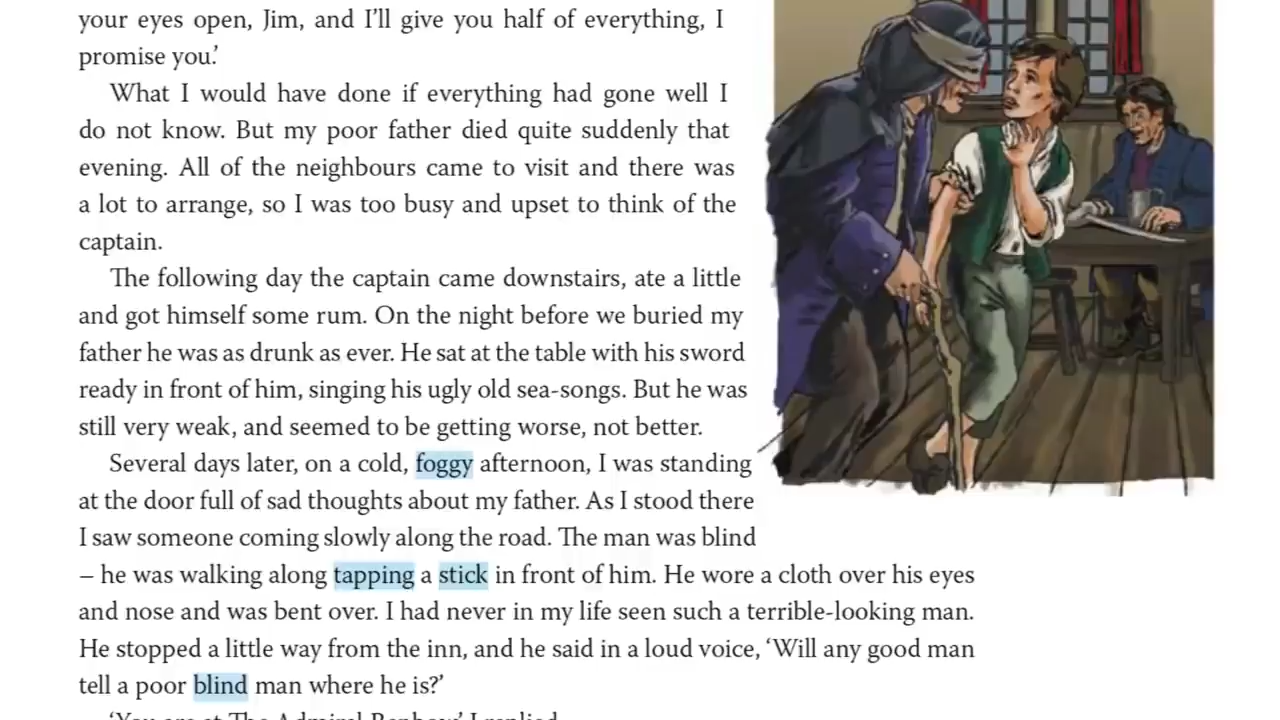 your eyes open, Jim, and I’ll give you half of everything, I
promise you.’
What I would have done if everything had gone well I
do not know. But my poor father died quite suddenly that
evening. All of the neighbours came to visit and there was
a lot to arrange, so I was too busy and upset to think of the
captain.
The following day the captain came downstairs, ate a little
and got himself some rum. On the night before we buried my
father he was as drunk as ever. He sat at the table with his sword
ready in front of him, singing his ugly old sea-songs. But he was
still very weak, and seemed to be getting worse, not better.
Several days later, on a cold, foggy afternoon, I was standing
at the door full of sad thoughts about my father. As I stood there
I saw someone coming slowly along the road. The man was blind
– he was walking along tapping a stick in front of him. He wore a cloth over his eyes
and nose and was bent over. I had never in my life seen such a terrible-looking man.
He stopped a little way from the inn, and he said in a loud voice, ‘Will any good man
tell a poor blind man where he is?’
‘You are at The Admiral Benbow,’ I replied.